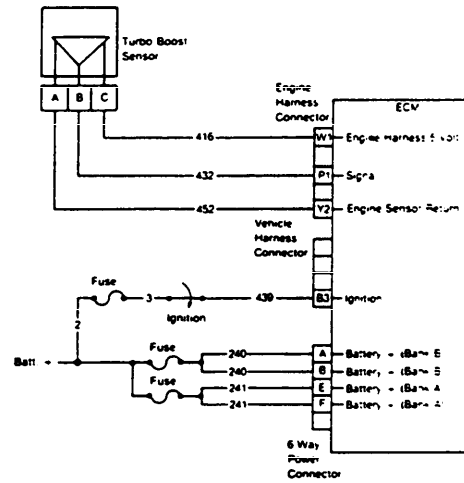 Turbo Boost
Sensor
A B C
Engine
Harness
Connector
ECM
416
W1
Engine Harness 5 Volt
432
P1
Signal
452
Y2
Engine Sensor Return
Vehicle
Harness
Connector
Fuse
3
Ignition
439
B3
Ignition
2
Batt +
Fuse
240
A
Battery + (Bank B
240
B
Battery + (Bank B
Fuse
241
E
Battery + (Bank A
241
F
Battery + (Bank A
6 Way
Power
Connector